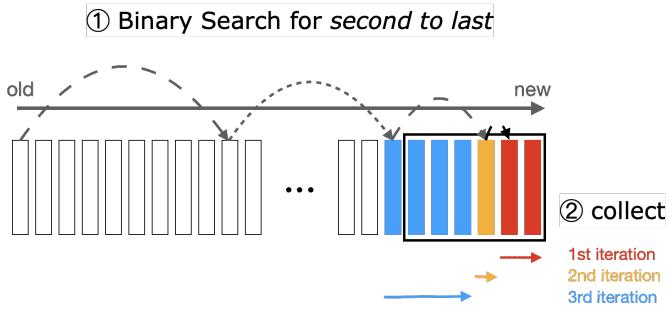 ① Binary Search for second to last
old
new
...
② collect
1st iteration
2nd iteration
3rd iteration